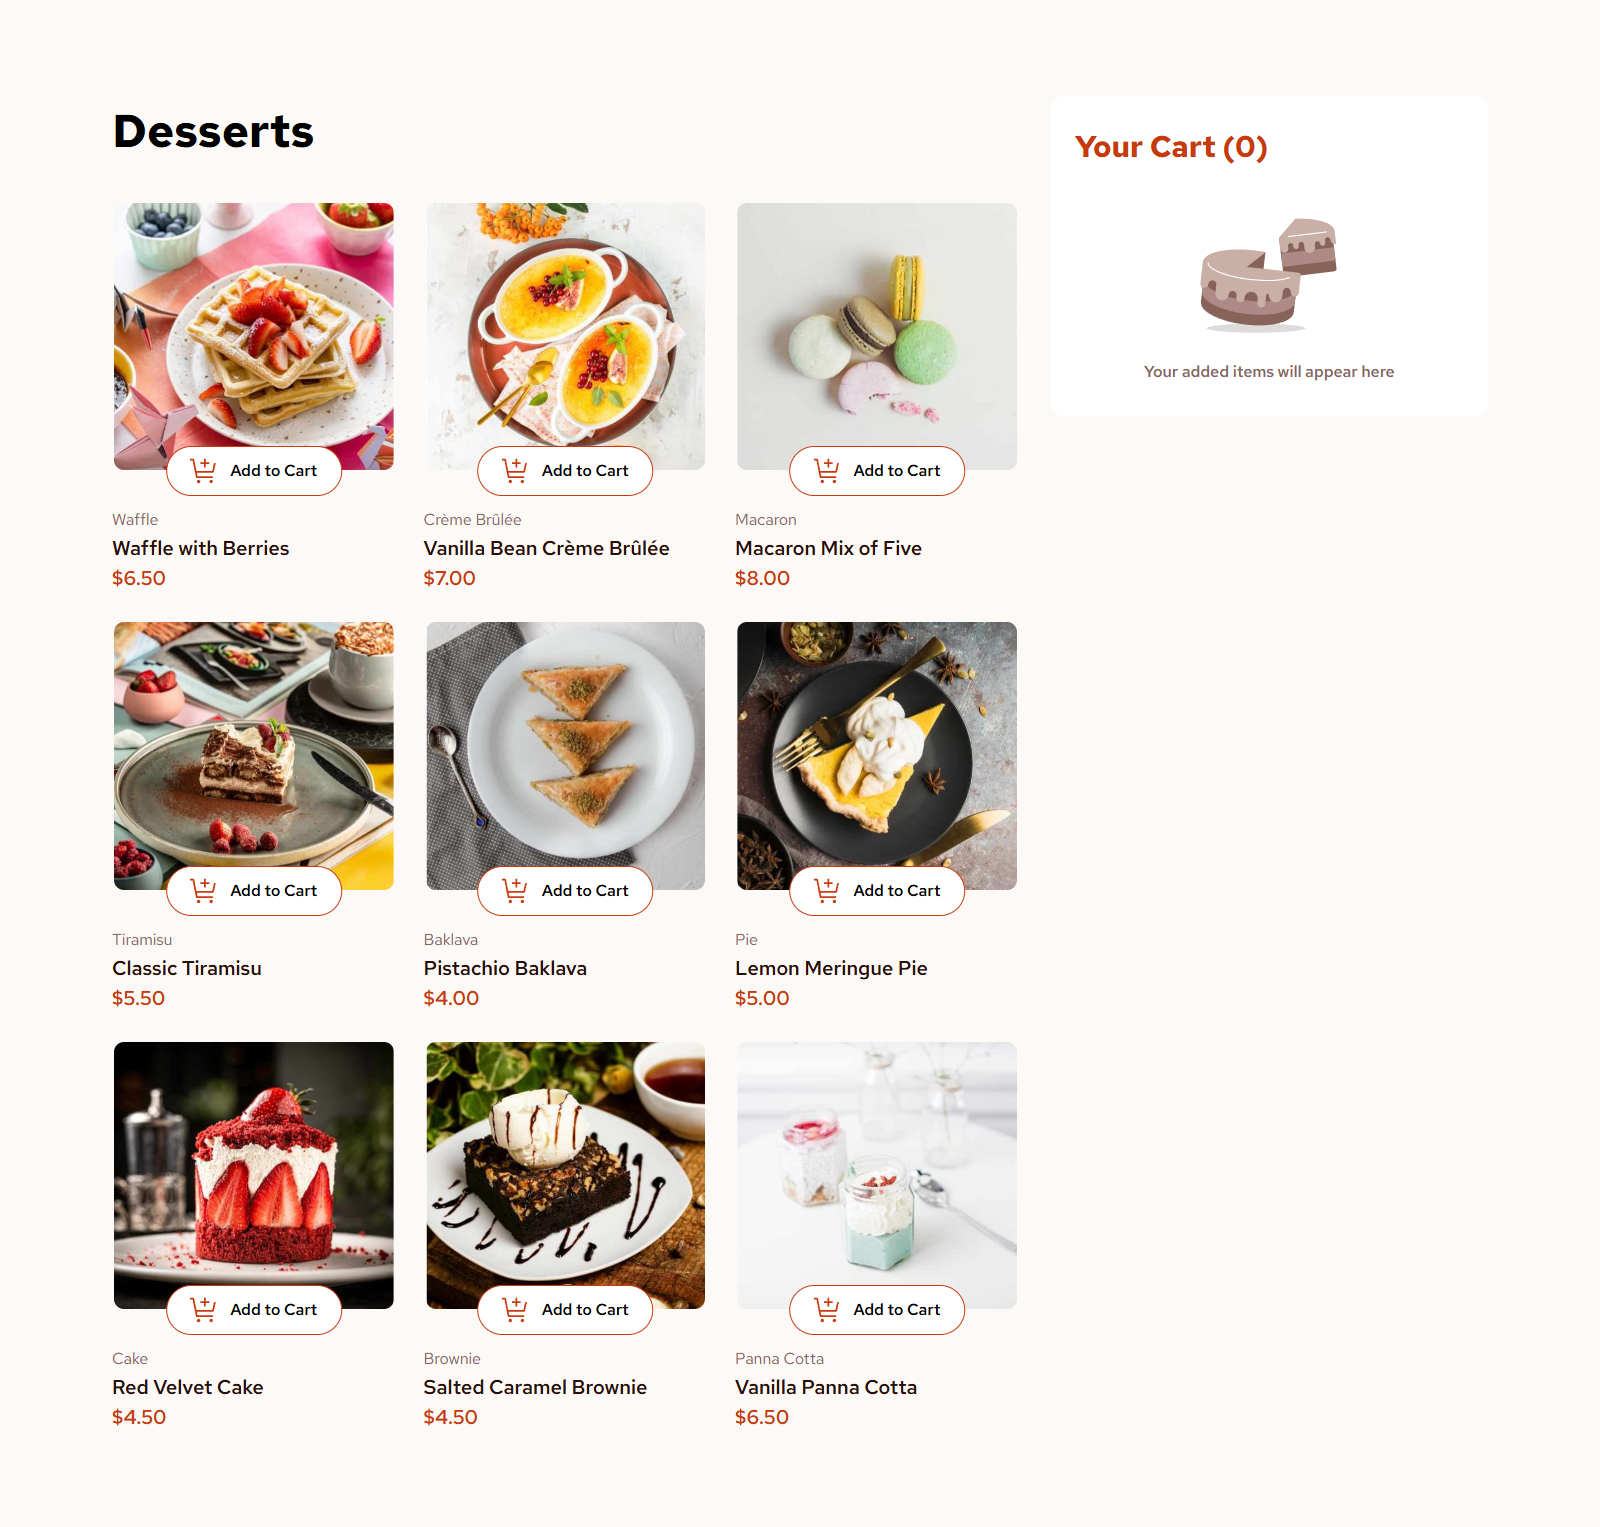 Desserts
Add to Cart
Waffle
Waffle with Berries
$6.50
Add to Cart
Crème Brûlée
Vanilla Bean Crème Brûlée
$7.00
Add to Cart
Macaron
Macaron Mix of Five
$8.00
Add to Cart
Tiramisu
Classic Tiramisu
$5.50
Add to Cart
Baklava
Pistachio Baklava
$4.00
Add to Cart
Pie
Lemon Meringue Pie
$5.00
Add to Cart
Cake
Red Velvet Cake
$4.50
Add to Cart
Brownie
Salted Caramel Brownie
$4.50
Add to Cart
Panna Cotta
Vanilla Panna Cotta
$6.50
Your Cart (0)
Your added items will appear here